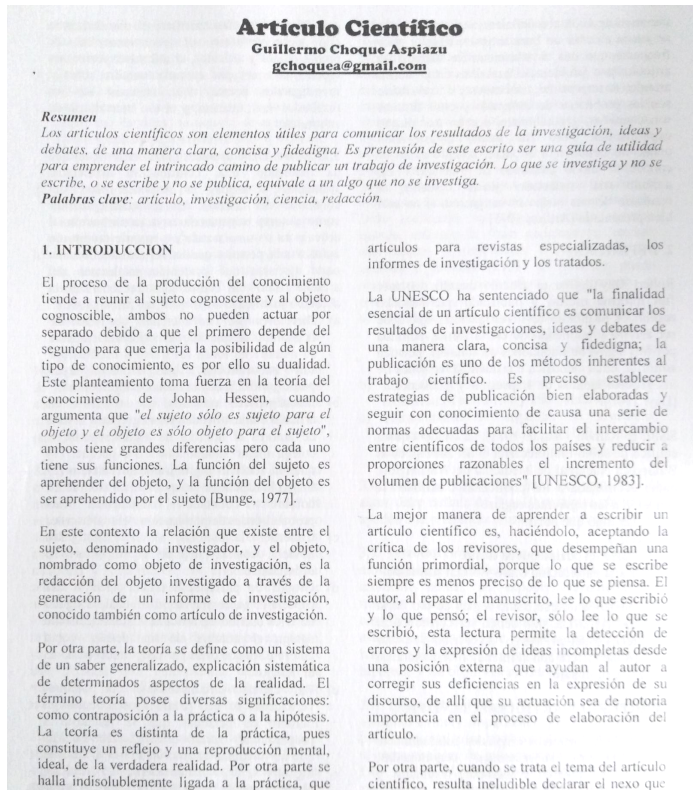 Artículo Científico
Guillermo Choque Aspiazu
gchoquea@gmail.com
Resumen
Los artículos científicos son elementos útiles para comunicar los resultados de la investigación, ideas y
debates, de una manera clara, concisa y fidedigna. Es pretensión de este escrito ser una guía de utilidad
para emprender el intrincado camino de publicar un trabajo de investigación. Lo que se investiga y no se
escribe, o se escribe y no se publica, equivale a un algo que no se investiga.
Palabras clave: artículo, investigación, ciencia, redacción.
1. INTRODUCCION
El proceso de la producción del conocimiento
tiende a reunir al sujeto cognoscente y al objeto
cognoscible, ambos no pueden actuar por
separado debido a que el primero depende del
segundo para que emerja la posibilidad de algún
tipo de conocimiento, es por ello su dualidad.
Este planteamiento toma fuerza en la teoría del
conocimiento de Johan Hessen, cuando
argumenta que "el sujeto sólo es sujeto para el
objeto y el objeto es sólo objeto para el sujeto",
ambos tiene grandes diferencias pero cada uno
tiene sus funciones. La función del sujeto es
aprehender del objeto, y la función del objeto es
ser aprehendido por el sujeto [Bunge, 1977].
En este contexto la relación que existe entre el
sujeto, denominado investigador, y el objeto,
nombrado como objeto de investigación, es la
redacción del objeto investigado a través de la
generación de un informe de investigación,
conocido también como artículo de investigación.
Por otra parte, la teoría se define como un sistema
de un saber generalizado, explicación sistemática
de determinados aspectos de la realidad. El
término teoría posee diversas significaciones:
como contraposición a la práctica o a la hipótesis.
La teoría es distinta de la práctica, pues
constituye un reflejo y una reproducción mental,
ideal, de la verdadera realidad. Por otra parte se
halla indisolublemente ligada a la práctica, que
artículos para revistas especializadas, los
informes de investigación y los tratados.
La UNESCO ha sentenciado que "la finalidad
esencial de un artículo científico es comunicar los
resultados de investigaciones, ideas y debates de
una manera clara, concisa y fidedigna; la
publicación es uno de los métodos inherentes al
trabajo científico. Es preciso establecer
estrategias de publicación bien elaboradas y
seguir con conocimiento de causa una serie de
normas adecuadas para facilitar el intercambio
entre científicos de todos los países y reducir a
proporciones razonables el incremento del
volumen de publicaciones" [UNESCO, 1983].
La mejor manera de aprender a escribir un
artículo científico es, haciéndolo, aceptando la
crítica de los revisores, que desempeñan una
función primordial, porque lo que se escribe
siempre es menos preciso de lo que se piensa. El
autor, al repasar el manuscrito, lee lo que escribió
y lo que pensó; el revisor, sólo lee lo que se
escribió, esta lectura permite la detección de
errores y la expresión de ideas incompletas desde
una posición externa que ayudan al autor a
corregir sus deficiencias en la expresión de su
discurso, de allí que su actuación sea de notoria
importancia en el proceso de elaboración del
artículo.
Por otra parte, cuando se trata el tema del artículo
científico, resulta ineludible declarar el nexo que